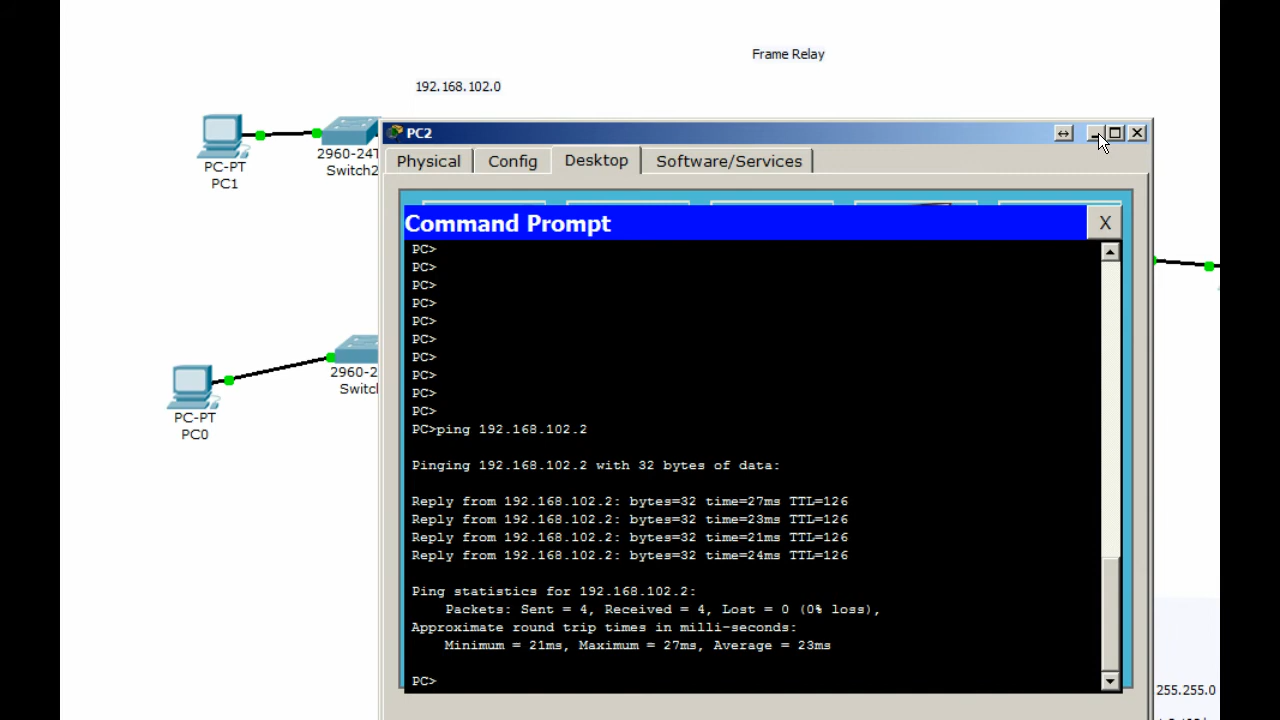 Frame Relay
192.168.102.0
PC2
2960-24T
Switch2
PC-PT
PC1
Physical
Config
Desktop
Software/Services
Command Prompt
X
PC>
PC>
PC>
PC>
PC>
PC>
PC>
PC>
PC>
PC>
PC>ping 192.168.102.2
Pinging 192.168.102.2 with 32 bytes of data:
Reply from 192.168.102.2: bytes=32 time=27ms TTL=126
Reply from 192.168.102.2: bytes=32 time=23ms TTL=126
Reply from 192.168.102.2: bytes=32 time=21ms TTL=126
Reply from 192.168.102.2: bytes=32 time=24ms TTL=126
Ping statistics for 192.168.102.2:
Packets: Sent = 4, Received = 4, Lost = 0 (0% loss),
Approximate round trip times in milli-seconds:
Minimum = 21ms, Maximum = 27ms, Average = 23ms
PC>
2960-2
Switc
PC-PT
PC0
255.255.0